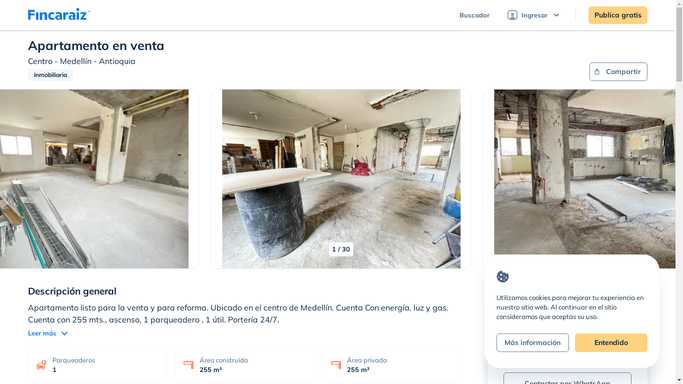 Fincaraiz
Buscador
Ingresar
Publica gratis
Apartamento en venta
Centro - Medellín - Antioquia
Inmobiliaria
Compartir
1 / 30
Descripción general
Apartamento listo para la venta y para reforma. Ubicado en el centro de Medellín. Cuenta Con energía, luz y gas.
Cuenta con 255 mts., ascenso, 1 parqueadero , 1 útil. Portería 24/7.
Leer más
Parqueaderos
1
Área construida
255 m²
Área privada
255 m²
Utilizamos cookies para mejorar tu experiencia en
nuestro sitio web. Al continuar en el sitio
consideramos que aceptas su uso.
Más información
Entendido
Contactar por WhatsApp